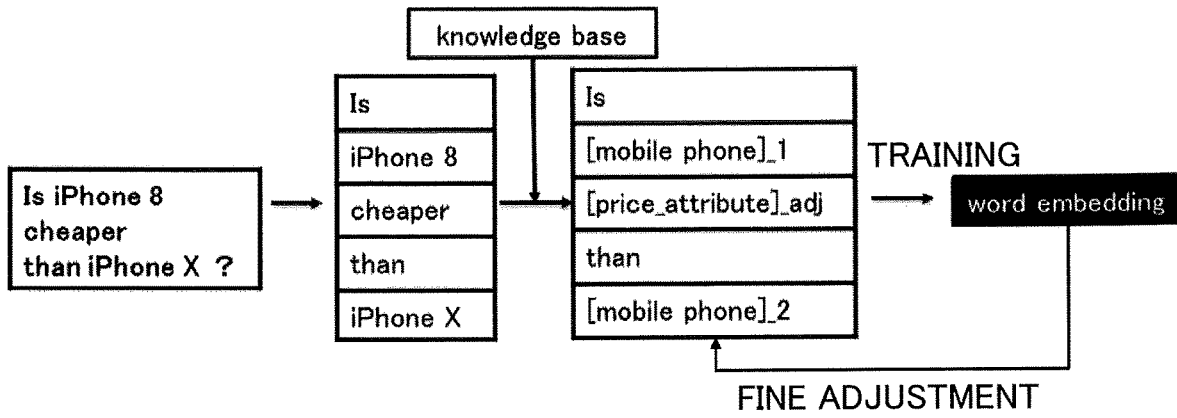 knowledge base
Is iPhone 8
cheaper
than iPhone X ?
Is
iPhone 8
cheaper
than
iPhone X
Is
[mobile phone]_1
[price_attribute]_adj
than
[mobile phone]_2
TRAINING
word embedding
FINE ADJUSTMENT